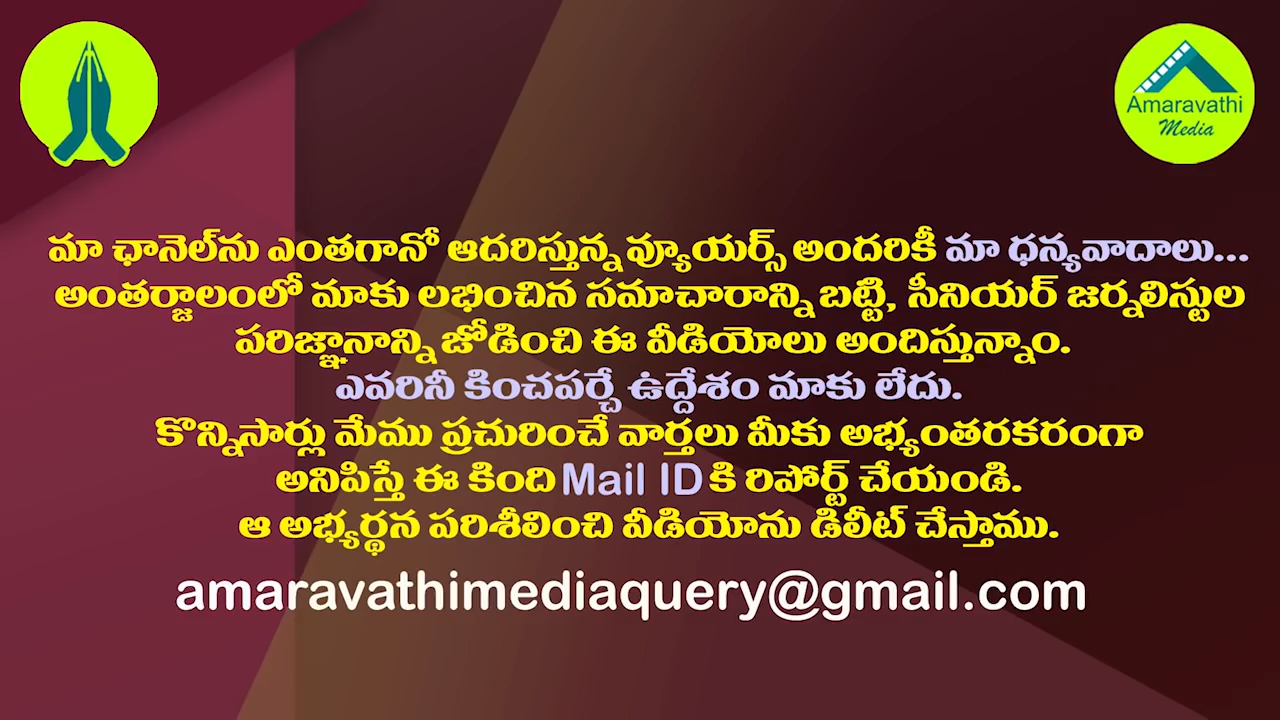 Amaravathi
Media
మా ఛానెల్‌ను ఎంతగానో ఆదరిస్తున్న వ్యూయర్స్ అందరికీ మా ధన్యవాదాలు...
అంతర్జాలంలో మాకు లభించిన సమాచారాన్ని బట్టి, సీనియర్ జర్నలిస్టుల
పరిజ్ఞానాన్ని జోడించి ఈ వీడియోలు అందిస్తున్నాం.
ఎవరినీ కించపర్చే ఉద్దేశం మాకు లేదు.
కొన్నిసార్లు మేము ప్రచురించే వార్తలు మీకు అభ్యంతరకరంగా
అనిపిస్తే ఈ కింది Mail ID కి రిపోర్ట్ చేయండి.
ఆ అభ్యర్థన పరిశీలించి వీడియోను డిలీట్ చేస్తాము.
amaravathimediaquery@gmail.com